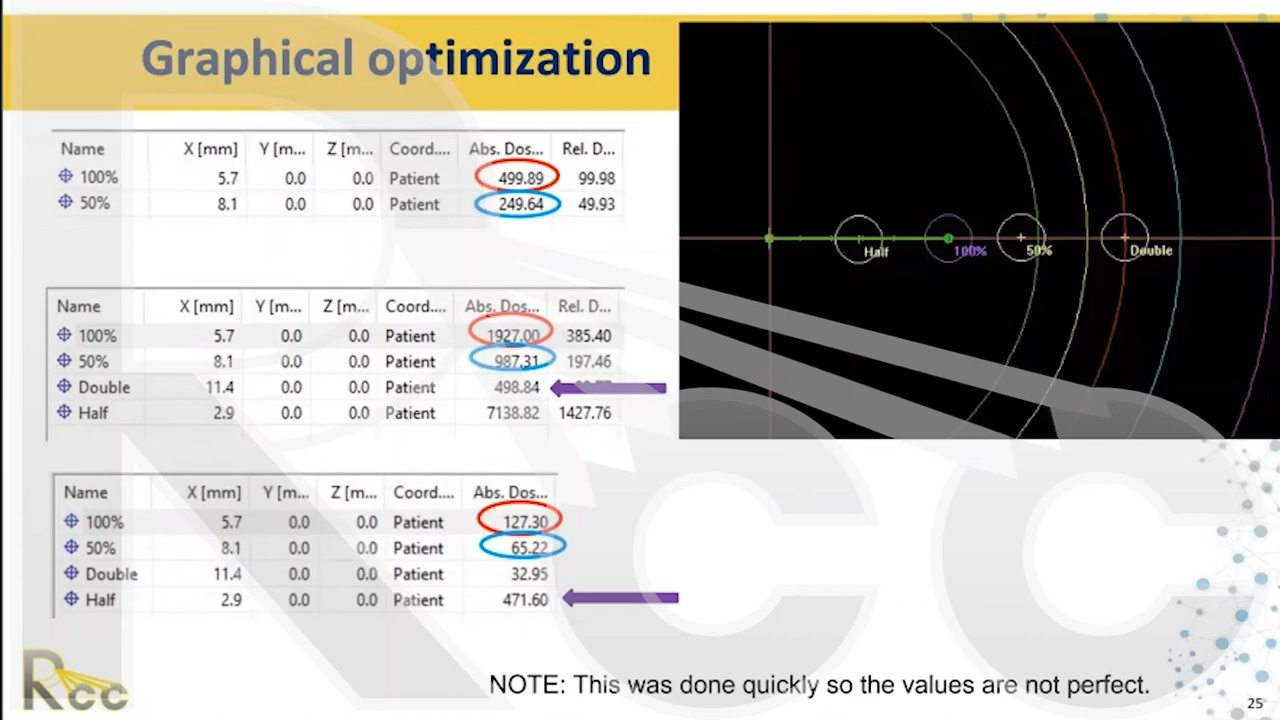 Graphical optimization
Name X [mm] Y [m... Z [m... Coord.... Abs. Dos... Rel. D...
100% 5.7 0.0 0.0 Patient 499.89 99.98
50% 8.1 0.0 0.0 Patient 249.64 49.93
Half 100% 50% Double
Name X [mm] Y [m... Z [m... Coord.... Abs. Dos... Rel. D...
100% 5.7 0.0 0.0 Patient 1927.00 385.40
50% 8.1 0.0 0.0 Patient 987.31 197.46
Double 11.4 0.0 0.0 Patient 498.84
Half 2.9 0.0 0.0 Patient 7138.82 1427.76
Name X [mm] Y [m... Z [m... Coord.... Abs. Dos...
100% 5.7 0.0 0.0 Patient 127.30
50% 8.1 0.0 0.0 Patient 65.22
Double 11.4 0.0 0.0 Patient 32.95
Half 2.9 0.0 0.0 Patient 471.60
NOTE: This was done quickly so the values are not perfect.
Rcc
Rcc
25